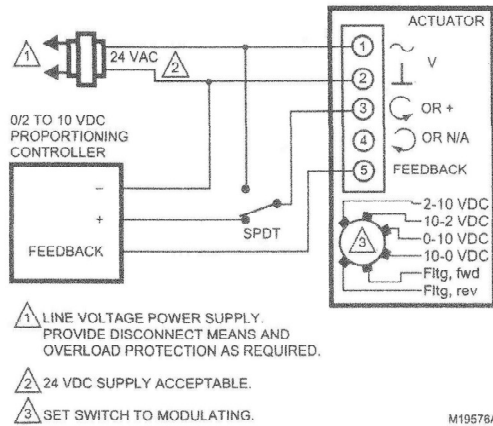 ACTUATOR
1
24 VAC
2
1
V
2
0/2 TO 10 VDC
PROPORTIONING
CONTROLLER
3
OR +
4
OR N/A
5
FEEDBACK
–
+
SPDT
FEEDBACK
3
2-10 VDC
10-2 VDC
0-10 VDC
10-0 VDC
Fltg, fwd
Fltg, rev
1 LINE VOLTAGE POWER SUPPLY.
PROVIDE DISCONNECT MEANS AND
OVERLOAD PROTECTION AS REQUIRED.
2 24 VDC SUPPLY ACCEPTABLE.
3 SET SWITCH TO MODULATING.
M19576A